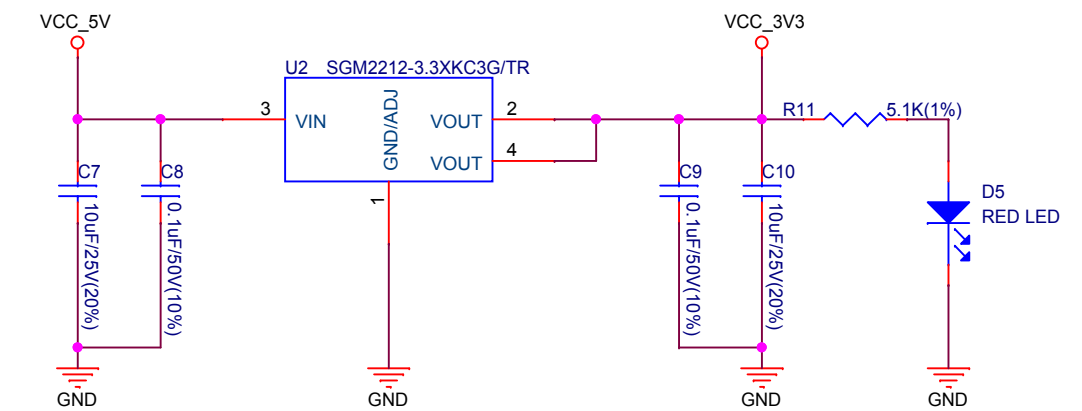 VCC_5V
VCC_3V3
U2 SGM2212-3.3XKC3G/TR
3
VIN
GND/ADJ
VOUT
2
VOUT
4
1
R11
5.1K(1%)
C7
10uF/25V(20%)
C8
0.1uF/50V(10%)
C9
0.1uF/50V(10%)
C10
10uF/25V(20%)
D5
RED LED
GND
GND
GND
GND